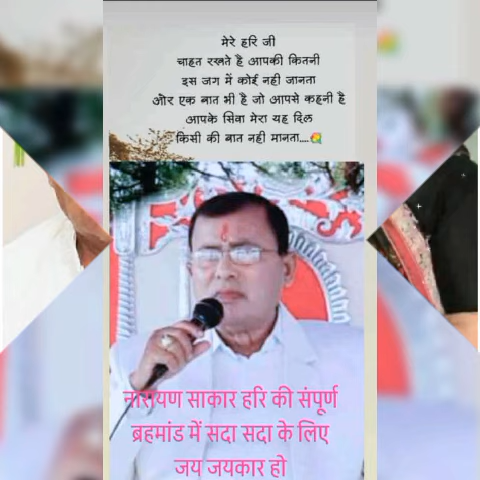 मेरे हरि जी
चाहत रखते है आपकी कितनी
इस जग में कोई नही जानता
ओर एक बात भी है जो आपसे कहनी है
आपके सिवा मेरा यह दिल
किसी की बात नही मानता....
नारायण साकार हरि की संपूर्ण
ब्रहमांड में सदा सदा के लिए
जय जयकार हो